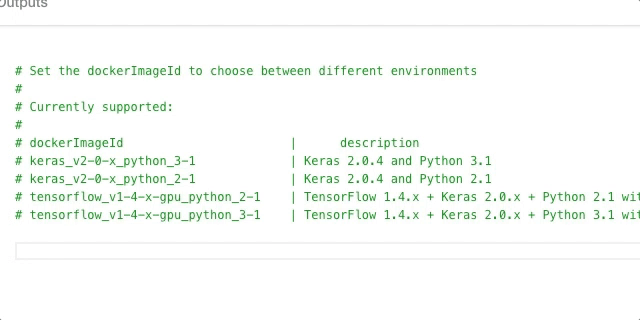 Outputs
# Set the dockerImageId to choose between different environments
#
# Currently supported:
#
# dockerImageId | description
# keras_v2-0-x_python_3-1 | Keras 2.0.4 and Python 3.1
# keras_v2-0-x_python_2-1 | Keras 2.0.4 and Python 2.1
# tensorflow_v1-4-x-gpu_python_2-1 | TensorFlow 1.4.x + Keras 2.0.x + Python 2.1 wit
# tensorflow_v1-4-x-gpu_python_3-1 | TensorFlow 1.4.x + Keras 2.0.x + Python 3.1 wit